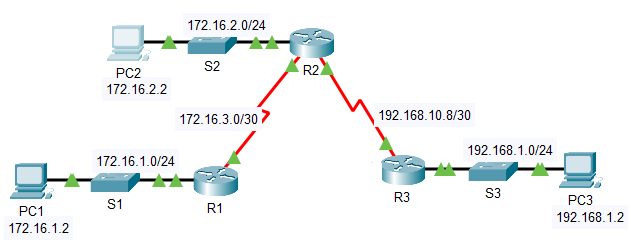 172.16.2.0/24
S2
R2
PC2
172.16.2.2
172.16.3.0/30
192.168.10.8/30
172.16.1.0/24
192.168.1.0/24
S1
R1
R3
S3
PC1
172.16.1.2
PC3
192.168.1.2